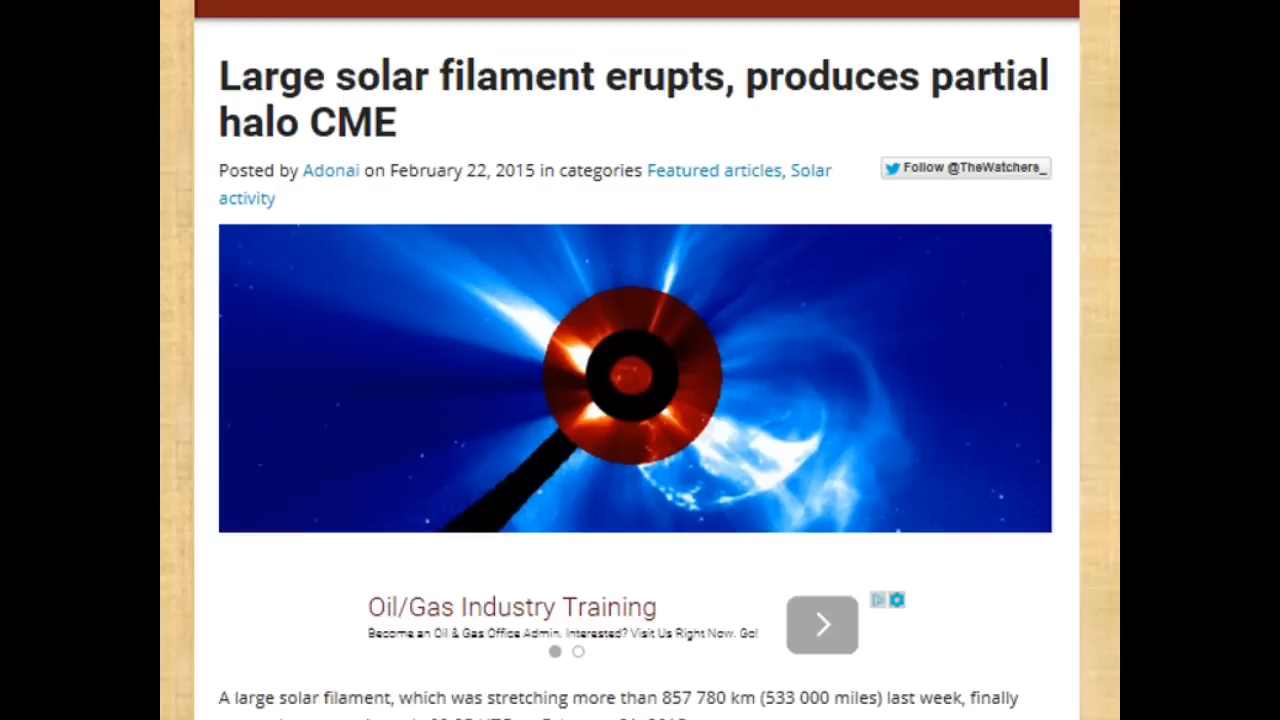 Large solar filament erupts, produces partial
halo CME
Posted by Adonai on February 22, 2015 in categories Featured articles, Solar
activity
Follow @TheWatchers_
Oil/Gas Industry Training
Become an Oil & Gas Office Admin. Interested? Visit Us Right Now. Go!
A large solar filament, which was stretching more than 857 780 km (533 000 miles) last week, finally